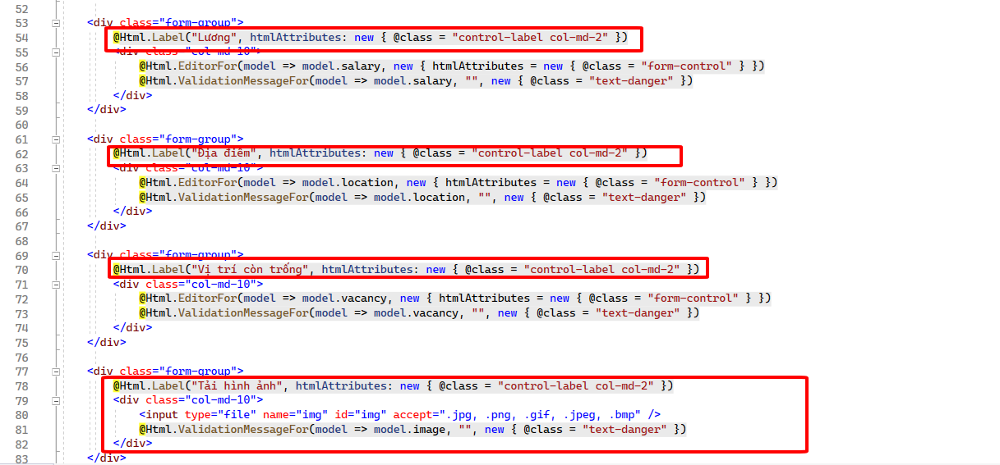 52
53 <div class="form-group">
54 @Html.Label("Lương", htmlAttributes: new { @class = "control-label col-md-2" })
55 <div class="col-md-10">
56 @Html.EditorFor(model => model.salary, new { htmlAttributes = new { @class = "form-control" } })
57 @Html.ValidationMessageFor(model => model.salary, "", new { @class = "text-danger" })
58 </div>
59 </div>
60
61 <div class="form-group">
62 @Html.Label("Địa điểm", htmlAttributes: new { @class = "control-label col-md-2" })
63 <div class="col-md-10">
64 @Html.EditorFor(model => model.location, new { htmlAttributes = new { @class = "form-control" } })
65 @Html.ValidationMessageFor(model => model.location, "", new { @class = "text-danger" })
66 </div>
67 </div>
68
69 <div class="form-group">
70 @Html.Label("Vị trí còn trống", htmlAttributes: new { @class = "control-label col-md-2" })
71 <div class="col-md-10">
72 @Html.EditorFor(model => model.vacancy, new { htmlAttributes = new { @class = "form-control" } })
73 @Html.ValidationMessageFor(model => model.vacancy, "", new { @class = "text-danger" })
74 </div>
75 </div>
76
77 <div class="form-group">
78 @Html.Label("Tải hình ảnh", htmlAttributes: new { @class = "control-label col-md-2" })
79 <div class="col-md-10">
80 <input type="file" name="img" id="img" accept=".jpg, .png, .gif, .jpeg, .bmp" />
81 @Html.ValidationMessageFor(model => model.image, "", new { @class = "text-danger" })
82 </div>
83 </div>